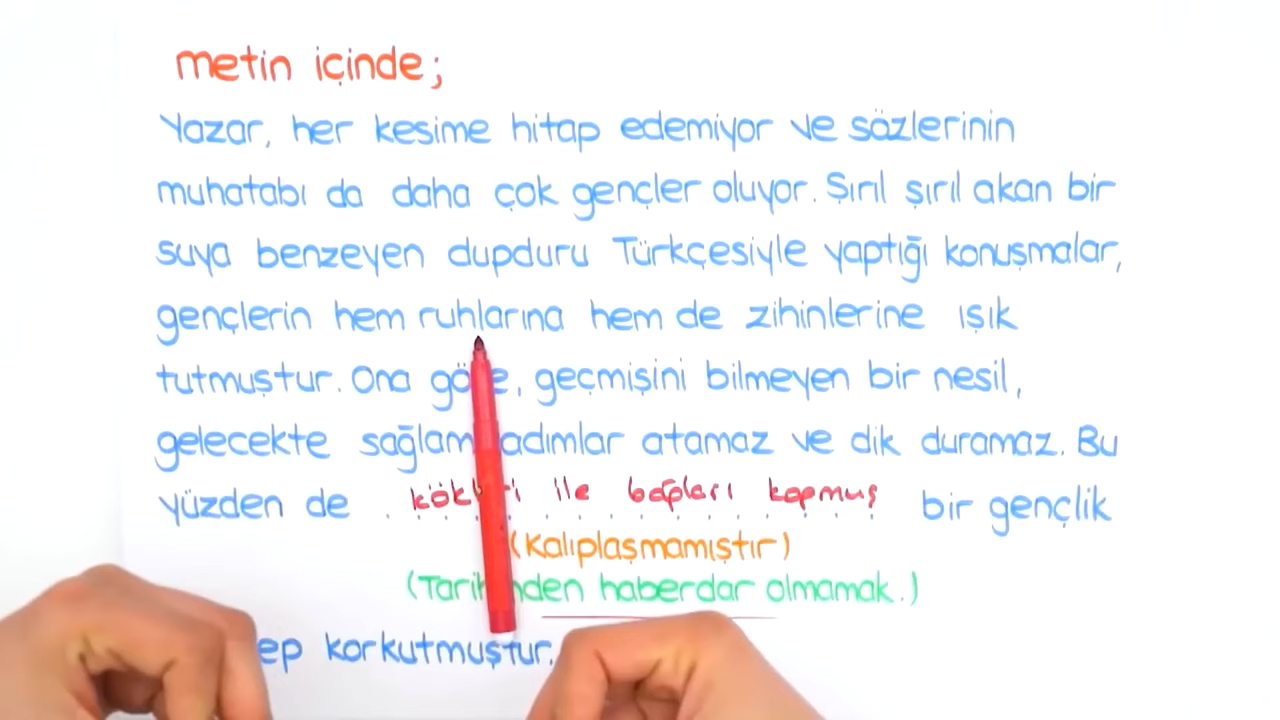 metin içinde;
Yazar, her kesime hitap edemiyor ve sözlerinin
muhatabı da daha çok gençler oluyor. Şırıl şırıl akan bir
suya benzeyen dupduru Türkçesiyle yaptığı konuşmalar,
gençlerin hem ruhlarına hem de zihinlerine ışık
tutmuştur. Ona göre, geçmişini bilmeyen bir nesil,
gelecekte sağlam adımlar atamaz ve dik duramaz. Bu
yüzden de ile bağları kopmuş bir gençlik
(Kalıplaşmamıştır)
haberdar olmamak.)
korkutmuştur.